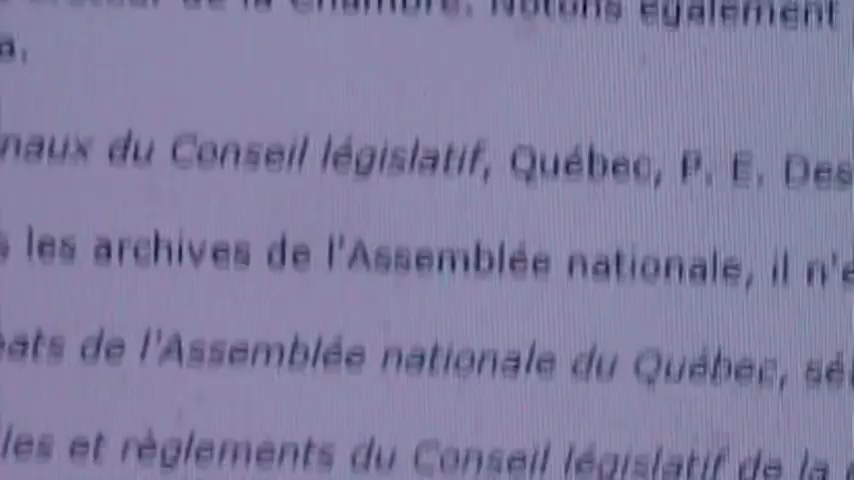 de la Chambre. Notons également
a.
naux du Conseil législatif, Québec, P. E. Des
s les archives de l'Assemblée nationale, il n'e
ats de l'Assemblée nationale du Québec, sé
les et règlements du Conseil législatif de la